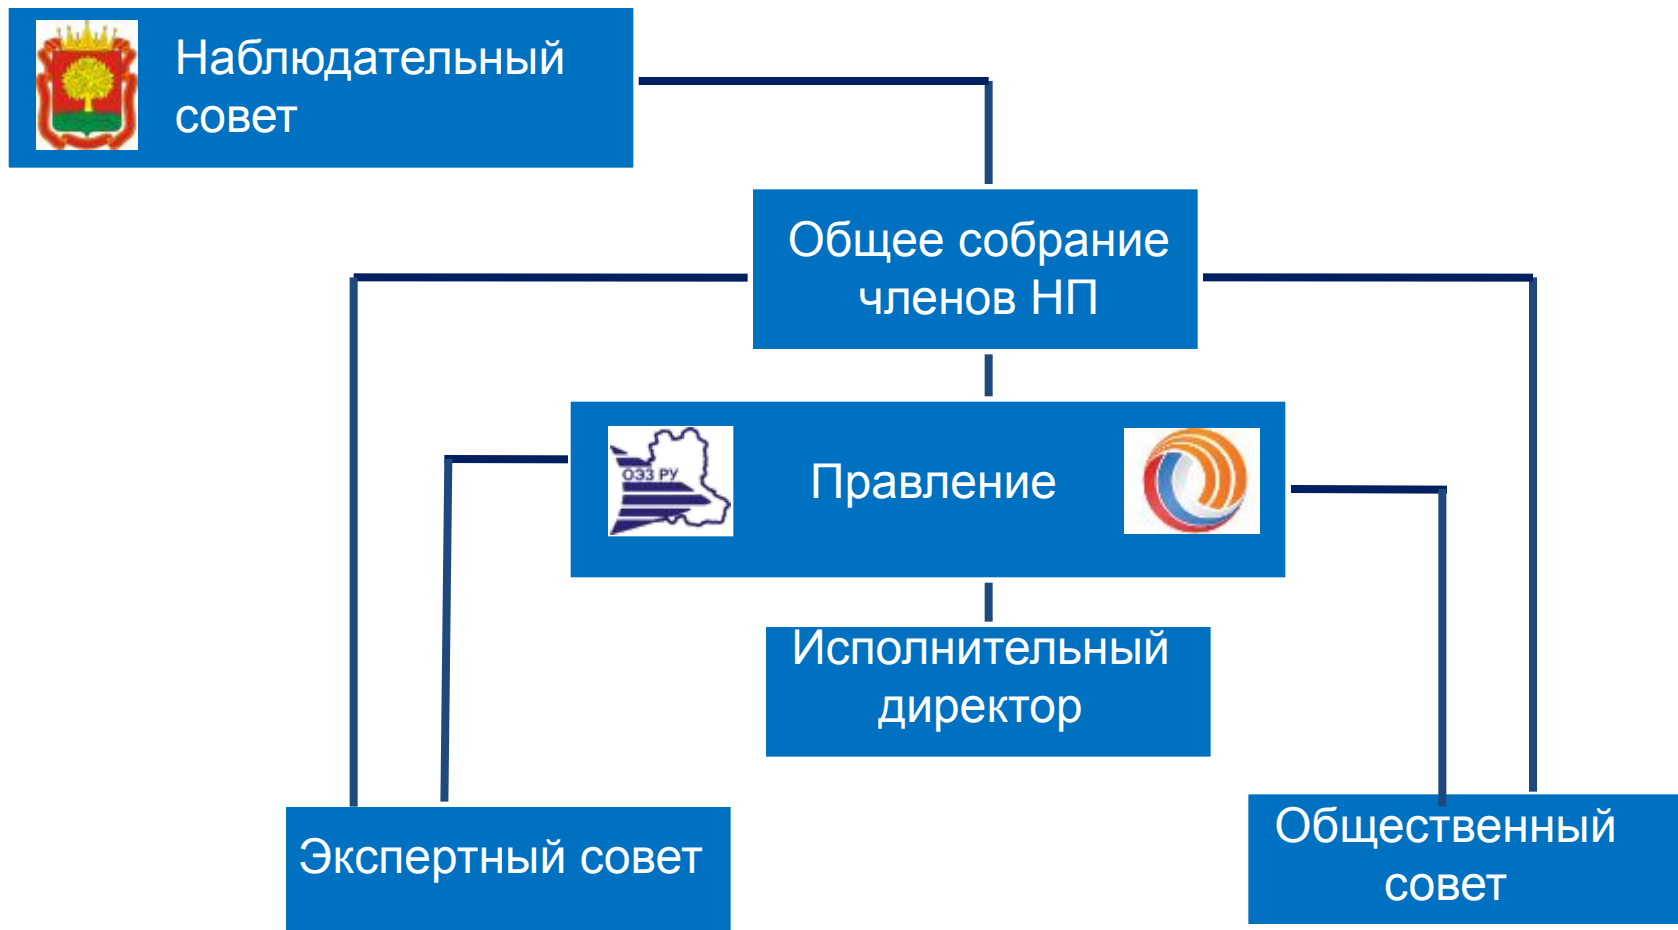 Наблюдательный
совет
Общее собрание
членов НП
ОЭЗ РУ
Правление
Исполнительный
директор
Экспертный совет
Общественный
совет